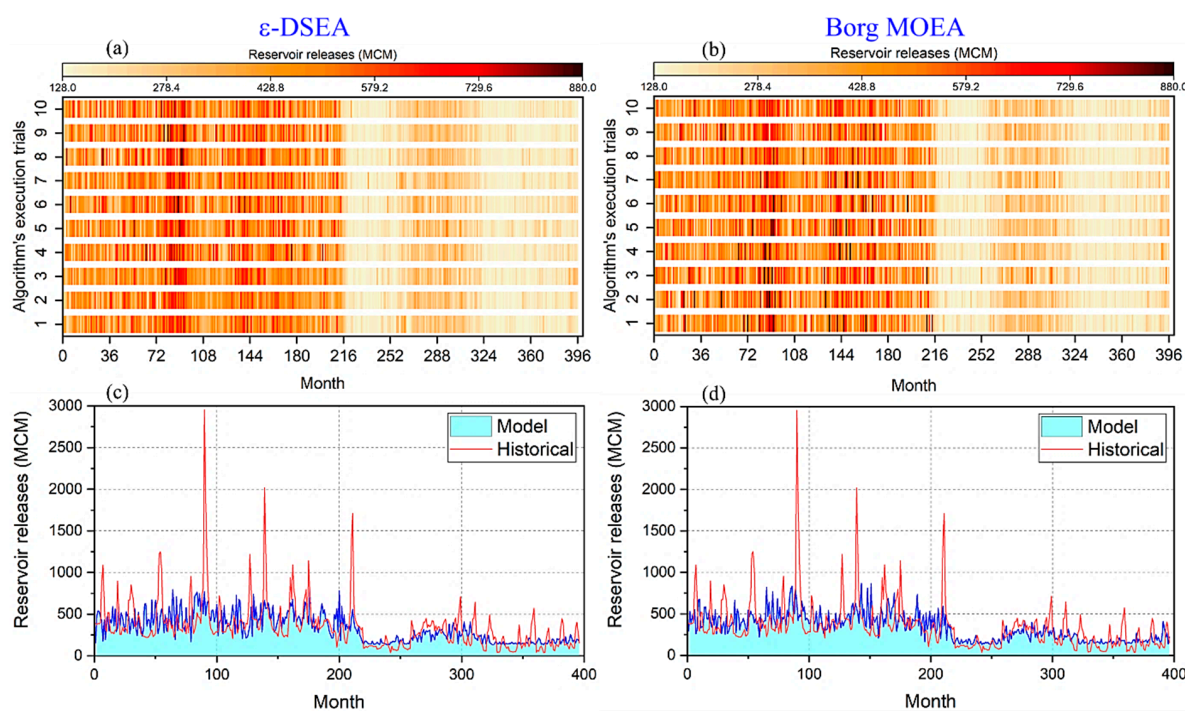 ε-DSEA
Borg MOEA
(a)
Reservoir releases (MCM)
128.0 278.4 428.8 579.2 729.6 880.0
Algorithm's execution trials
10
9
8
7
6
5
4
3
2
1
0 36 72 108 144 180 216 252 288 324 360 396
Month
(b)
Reservoir releases (MCM)
128.0 278.4 428.8 579.2 729.6 880.0
Algorithm's execution trials
10
9
8
7
6
5
4
3
2
1
0 36 72 108 144 180 216 252 288 324 360 396
Month
(c)
Reservoir releases (MCM)
3000
2500
2000
1500
1000
500
0
Model
Historical
0 100 200 300 400
Month
(d)
Reservoir releases (MCM)
3000
2500
2000
1500
1000
500
0
Model
Historical
0 100 200 300 400
Month